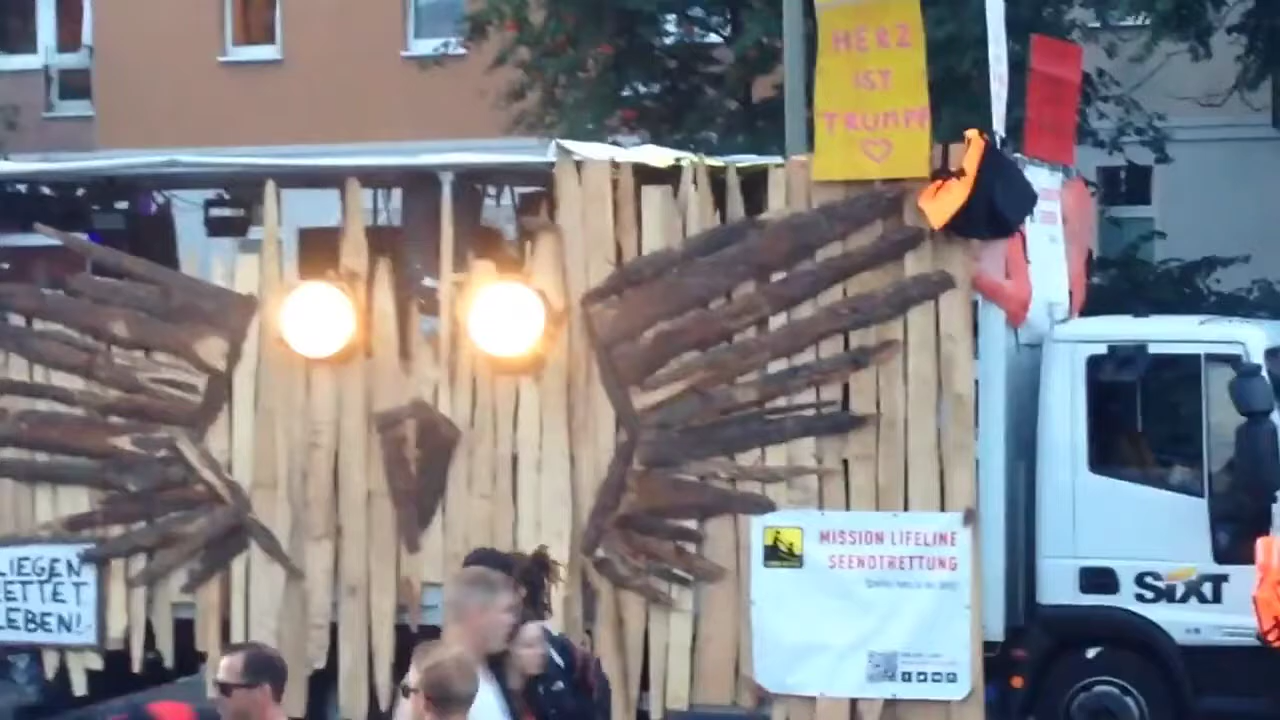 HERZ
IST
TRUMPF
MISSION LIFELINE
SEENOTRETTUNG
SiXT
LIEGEN
RETTET
LEBEN!